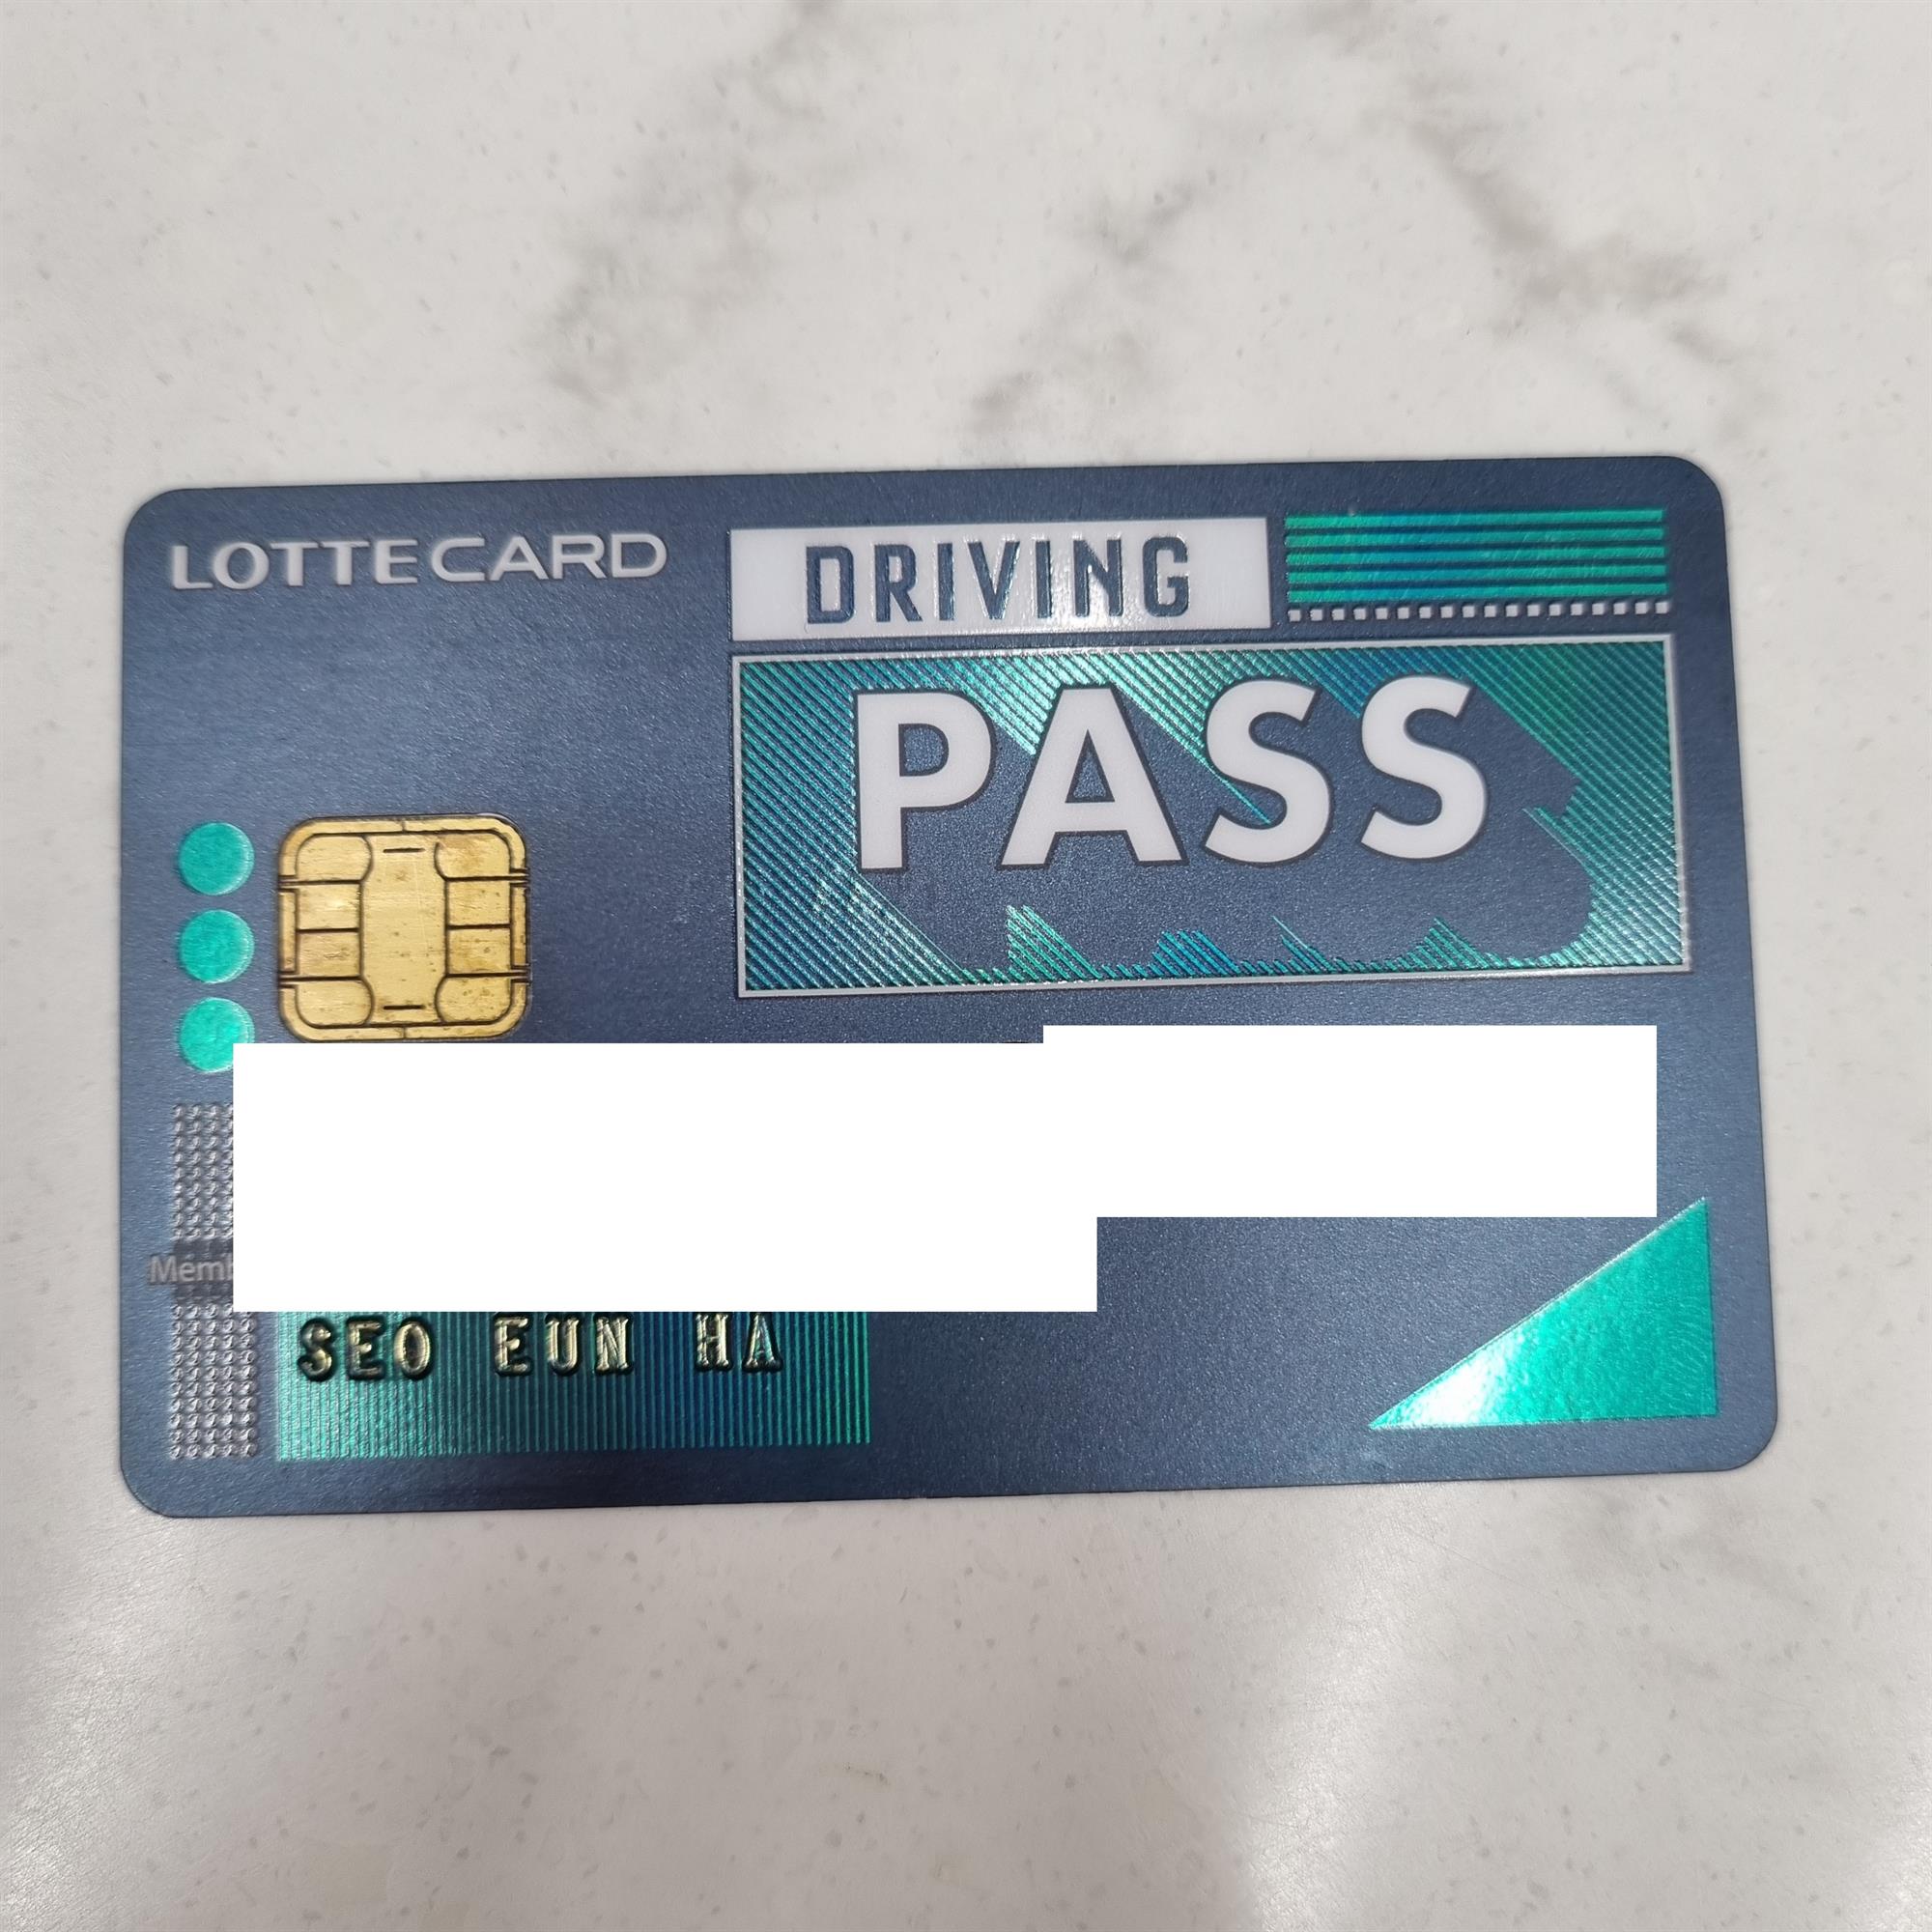 LOTTECARD
DRIVING
PASS
SEO EUN HA